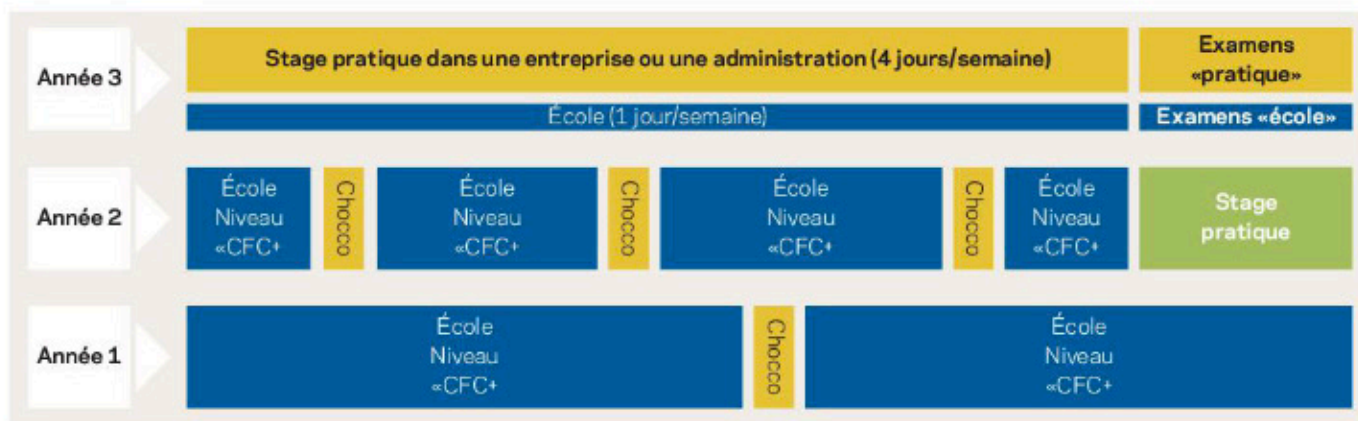 Année 3
Stage pratique dans une entreprise ou une administration (4 jours/semaine)
Examens
«pratique»
École (1 jour/semaine)
Examens «école»
Année 2
École
Niveau
«CFC+
Chocco
École
Niveau
«CFC+
Chocco
École
Niveau
«CFC+
Chocco
École
Niveau
«CFC+
Stage
pratique
Année 1
École
Niveau
«CFC+
Chocco
École
Niveau
«CFC+